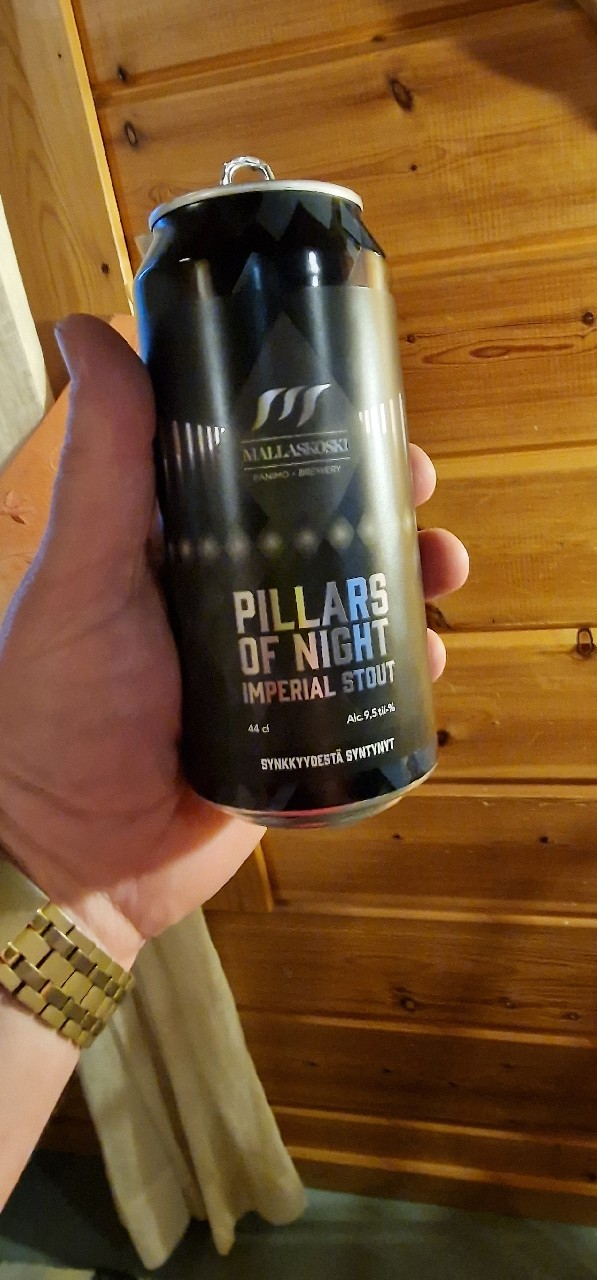 MALLASKOSKI
PANIMO • BREWERY
PILLARS
OF NIGHT
IMPERIAL STOUT
44 cl
Alc. 9,5 til-%
SYNKKYYDESTÄ SYNTYNYT